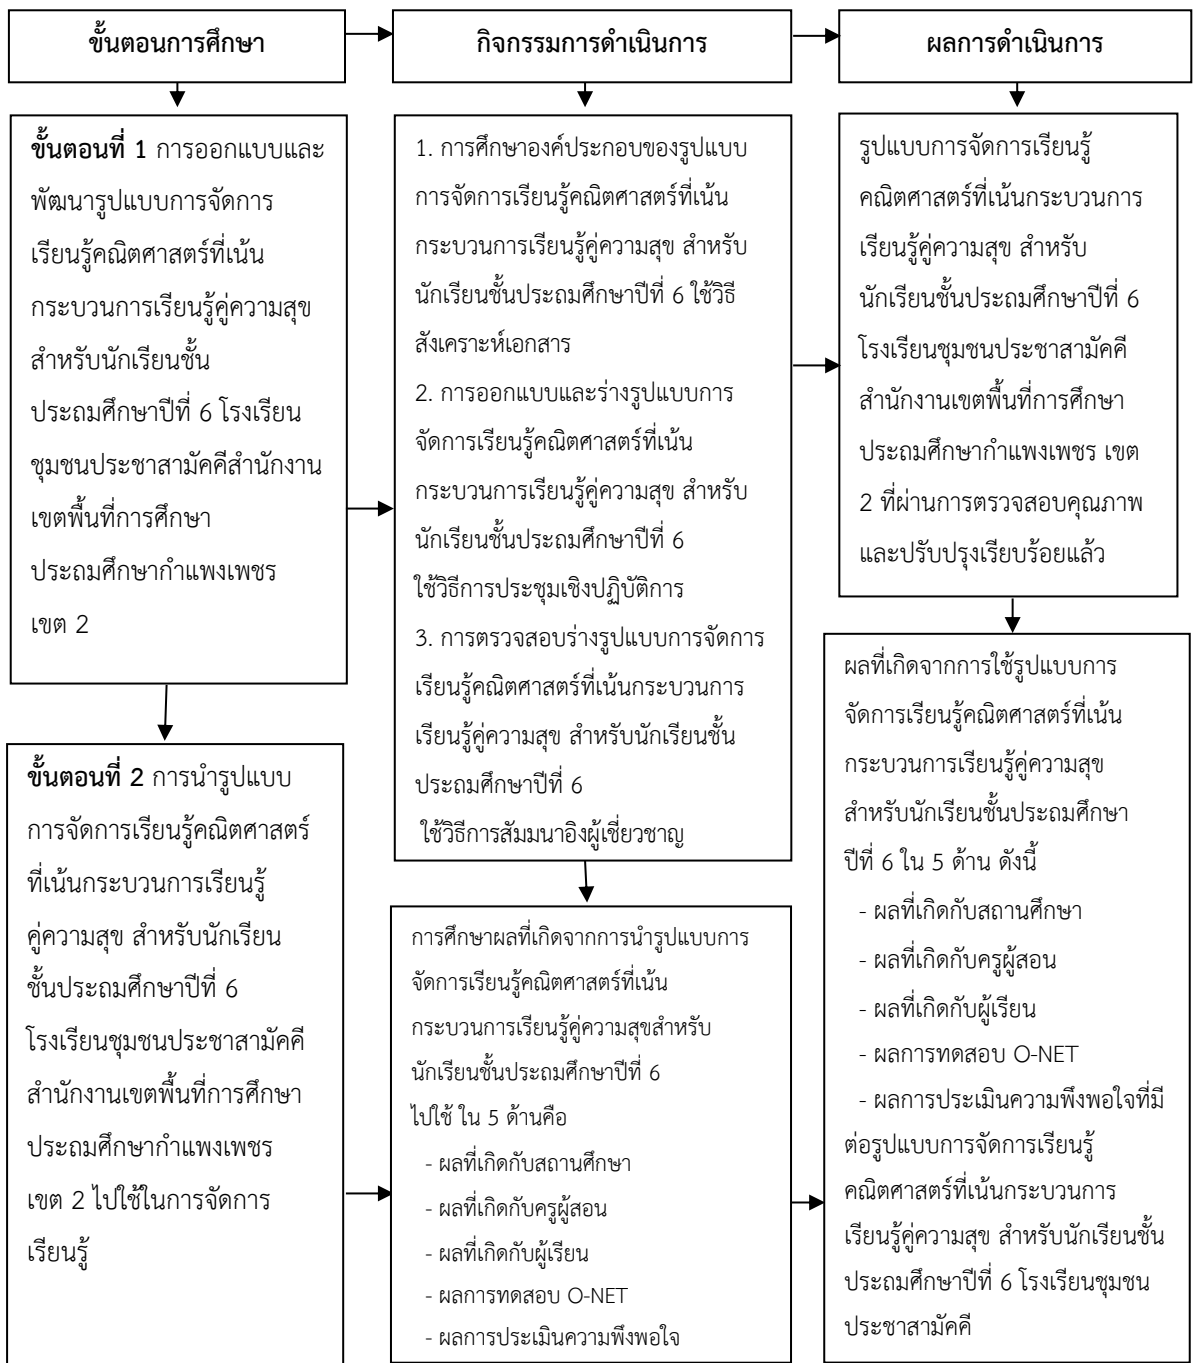 ขั้นตอนการศึกษา
กิจกรรมการดำเนินการ
ผลการดำเนินการ
ขั้นตอนที่ 1 การออกแบบและ
พัฒนารูปแบบการจัดการ
เรียนรู้คณิตศาสตร์ที่เน้น
กระบวนการเรียนรู้คู่ความสุข
สำหรับนักเรียนชั้น
ประถมศึกษาปีที่ 6 โรงเรียน
ชุมชนประชาสามัคคีสำนักงาน
เขตพื้นที่การศึกษา
ประถมศึกษากำแพงเพชร
เขต 2
1. การศึกษาองค์ประกอบของรูปแบบ
การจัดการเรียนรู้คณิตศาสตร์ที่เน้น
กระบวนการเรียนรู้คู่ความสุข สำหรับ
นักเรียนชั้นประถมศึกษาปีที่ 6 ใช้วิธี
สังเคราะห์เอกสาร
2. การออกแบบและร่างรูปแบบการ
จัดการเรียนรู้คณิตศาสตร์ที่เน้น
กระบวนการเรียนรู้คู่ความสุข สำหรับ
นักเรียนชั้นประถมศึกษาปีที่ 6
ใช้วิธีการประชุมเชิงปฏิบัติการ
3. การตรวจสอบร่างรูปแบบการจัดการ
เรียนรู้คณิตศาสตร์ที่เน้นกระบวนการ
เรียนรู้คู่ความสุข สำหรับนักเรียนชั้น
ประถมศึกษาปีที่ 6
ใช้วิธีการสัมมนาอิงผู้เชี่ยวชาญ
รูปแบบการจัดการเรียนรู้
คณิตศาสตร์ที่เน้นกระบวนการ
เรียนรู้คู่ความสุข สำหรับ
นักเรียนชั้นประถมศึกษาปีที่ 6
โรงเรียนชุมชนประชาสามัคคี
สำนักงานเขตพื้นที่การศึกษา
ประถมศึกษากำแพงเพชร เขต
2 ที่ผ่านการตรวจสอบคุณภาพ
และปรับปรุงเรียบร้อยแล้ว
ขั้นตอนที่ 2 การนำรูปแบบ
การจัดการเรียนรู้คณิตศาสตร์
ที่เน้นกระบวนการเรียนรู้
คู่ความสุข สำหรับนักเรียน
ชั้นประถมศึกษาปีที่ 6
โรงเรียนชุมชนประชาสามัคคี
สำนักงานเขตพื้นที่การศึกษา
ประถมศึกษากำแพงเพชร
เขต 2 ไปใช้ในการจัดการ
เรียนรู้
การศึกษาผลที่เกิดจากการนำรูปแบบการ
จัดการเรียนรู้คณิตศาสตร์ที่เน้น
กระบวนการเรียนรู้คู่ความสุขสำหรับ
นักเรียนชั้นประถมศึกษาปีที่ 6
ไปใช้ ใน 5 ด้านคือ
- ผลที่เกิดกับสถานศึกษา
- ผลที่เกิดกับครูผู้สอน
- ผลที่เกิดกับผู้เรียน
- ผลการทดสอบ O-NET
- ผลการประเมินความพึงพอใจ
ผลที่เกิดจากการใช้รูปแบบการ
จัดการเรียนรู้คณิตศาสตร์ที่เน้น
กระบวนการเรียนรู้คู่ความสุข
สำหรับนักเรียนชั้นประถมศึกษา
ปีที่ 6 ใน 5 ด้าน ดังนี้
- ผลที่เกิดกับสถานศึกษา
- ผลที่เกิดกับครูผู้สอน
- ผลที่เกิดกับผู้เรียน
- ผลการทดสอบ O-NET
- ผลการประเมินความพึงพอใจที่มี
ต่อรูปแบบการจัดการเรียนรู้
คณิตศาสตร์ที่เน้นกระบวนการ
เรียนรู้คู่ความสุข สำหรับนักเรียนชั้น
ประถมศึกษาปีที่ 6 โรงเรียนชุมชน
ประชาสามัคคี